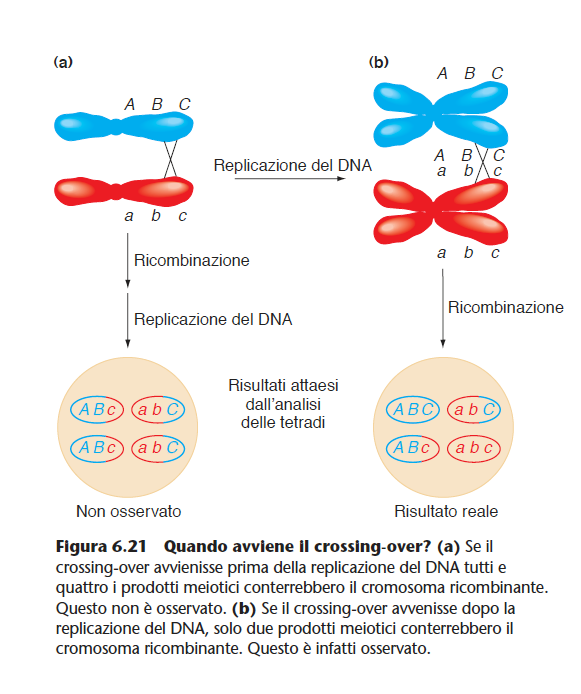 (a)
A B C
a b c
Ricombinazione
Replicazione del DNA
ABc abC
ABc abC
Non osservato
Replicazione del DNA
Risultati attaesi
dall'analisi
delle tetradi
(b)
A B C
A B C
a b c
a b c
Ricombinazione
ABC abC
ABc abc
Risultato reale
Figura 6.21 Quando avviene il crossing-over? (a) Se il
crossing-over avvienisse prima della replicazione del DNA tutti e
quattro i prodotti meiotici conterrebbero il cromosoma ricombinante.
Questo non è osservato. (b) Se il crossing-over avvenisse dopo la
replicazione del DNA, solo due prodotti meiotici conterrebbero il
cromosoma ricombinante. Questo è infatti osservato.